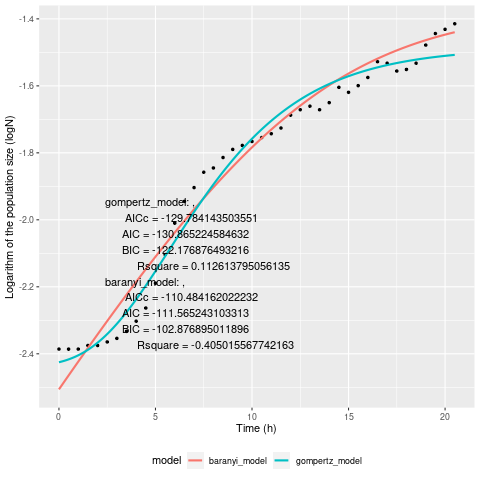 -1.4
-1.6
-1.8
-2.0
-2.2
-2.4
Logarithm of the population size (logN)
gompertz_model: ,
AICc = -129.784143503551
AIC = -130.865224584632
BIC = -122.176876493216
Rsquare = 0.112613795056135
baranyi_model: ,
AICc = -110.484162022232
AIC = -111.565243103313
BIC = -102.876895011896
Rsquare = -0.405015567742163
0 5 10 15 20
Time (h)
model baranyi_model gompertz_model